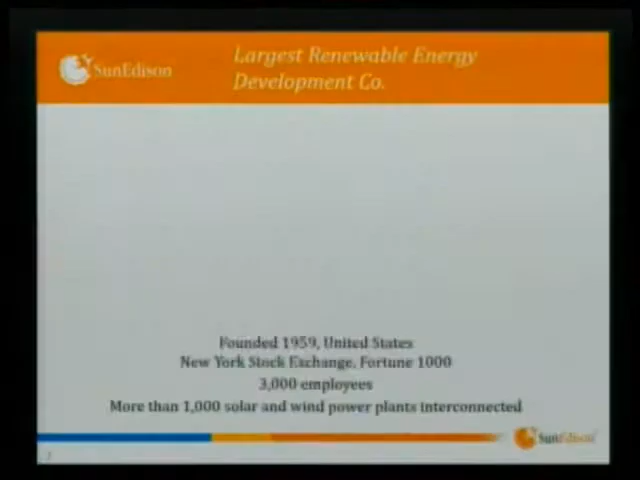 SunEdison
Largest Renewable Energy
Development Co.
Founded 1959, United States
New York Stock Exchange, Fortune 1000
3,000 employees
More than 1,000 solar and wind power plants interconnected
SunEdison